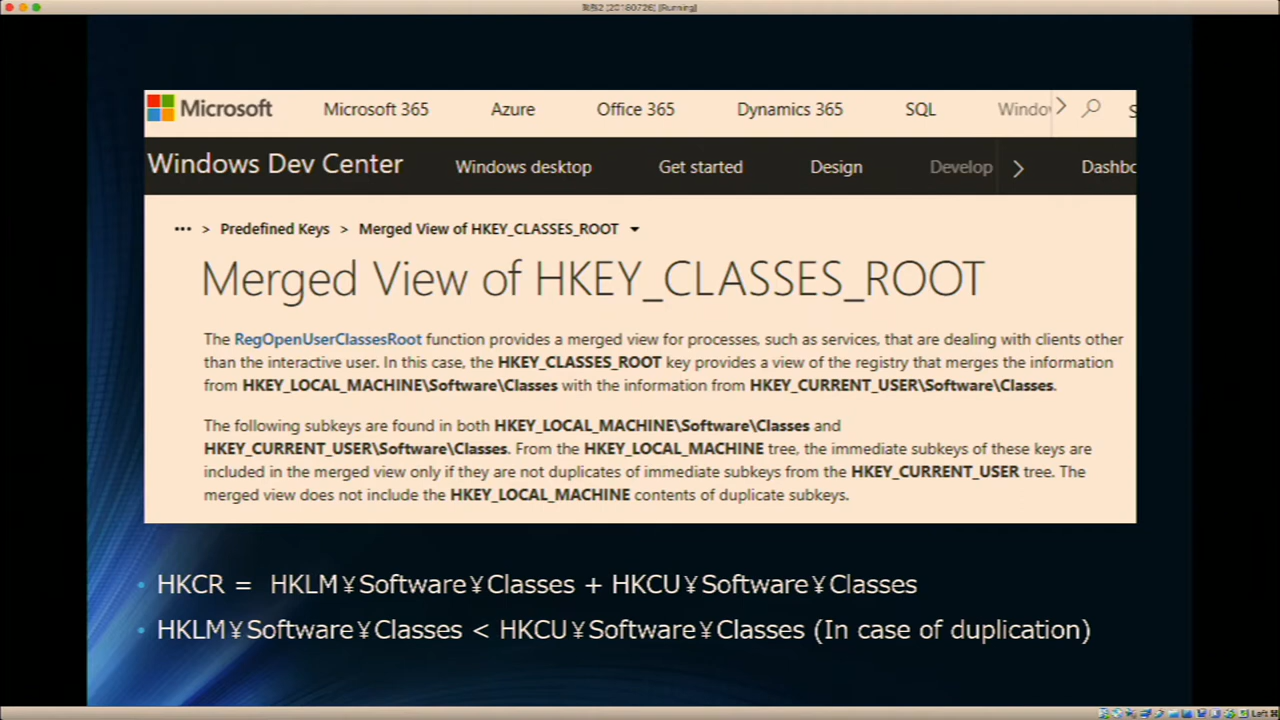 [20180726] [Running]
Microsoft Microsoft 365 Azure Office 365 Dynamics 365 SQL
Windows Dev Center Windows desktop Get started Design Develop
... > Predefined Keys > Merged View of HKEY_CLASSES_ROOT
Merged View of HKEY_CLASSES_ROOT
The RegOpenUserClassesRoot function provides a merged view for processes, such as services, that are dealing with clients other
than the interactive user. In this case, the HKEY_CLASSES_ROOT key provides a view of the registry that merges the information
from HKEY_LOCAL_MACHINE\Software\Classes with the information from HKEY_CURRENT_USER\Software\Classes.
The following subkeys are found in both HKEY_LOCAL_MACHINE\Software\Classes and
HKEY_CURRENT_USER\Software\Classes. From the HKEY_LOCAL_MACHINE tree, the immediate subkeys of these keys are
included in the merged view only if they are not duplicates of immediate subkeys from the HKEY_CURRENT_USER tree. The
merged view does not include the HKEY_LOCAL_MACHINE contents of duplicate subkeys.
• HKCR = HKLM¥Software¥Classes + HKCU¥Software¥Classes
• HKLM¥Software¥Classes < HKCU¥Software¥Classes (In case of duplication)
Left ⌘